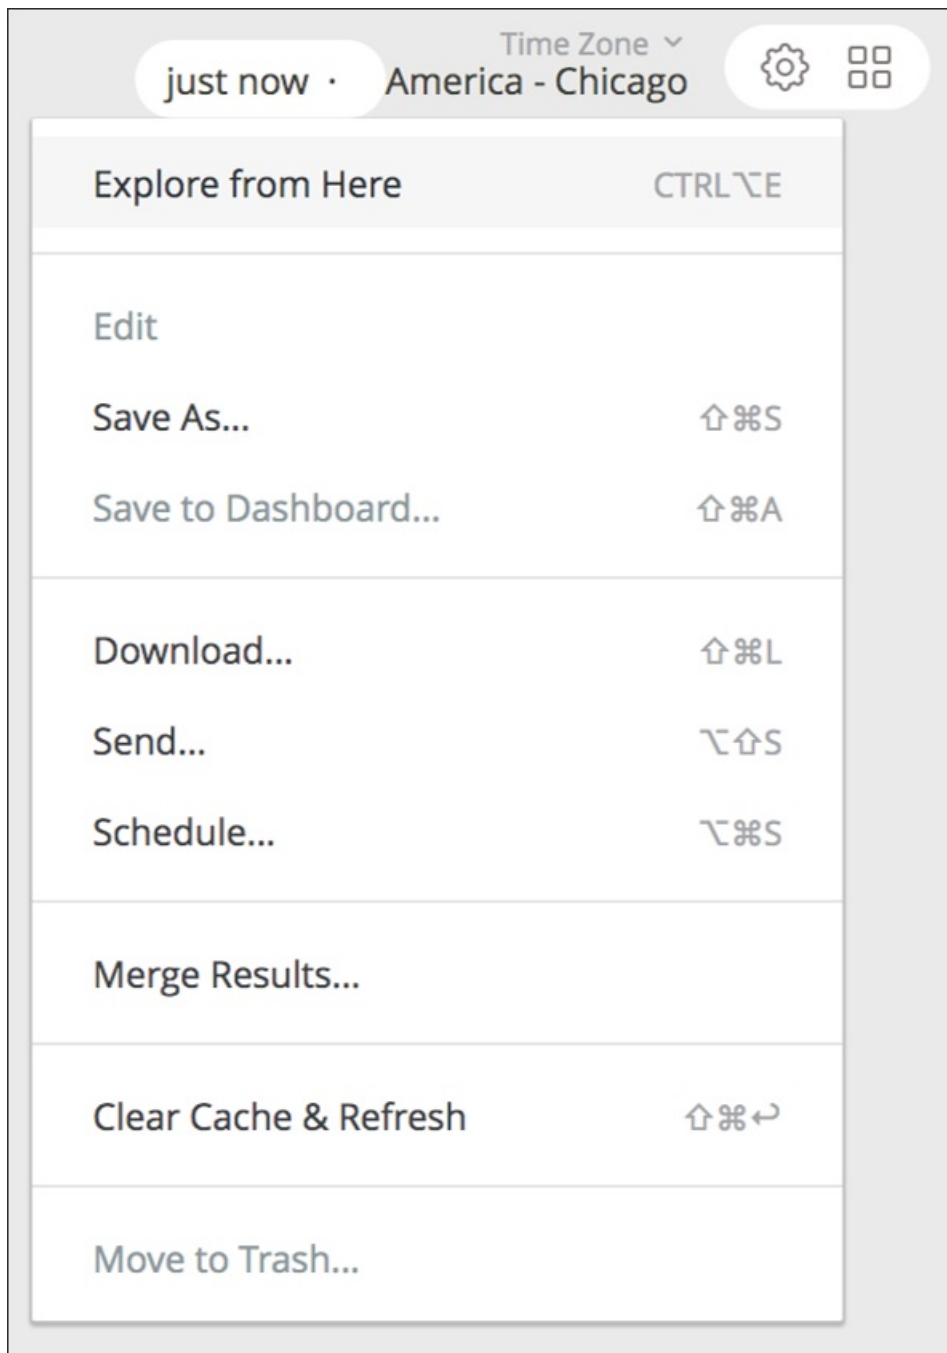 Time Zone
just now · America - Chicago
Explore from Here CTRL⌥E
Edit
Save As... ⇧⌘S
Save to Dashboard... ⇧⌘A
Download... ⇧⌘L
Send... ⌥⇧S
Schedule... ⌥⌘S
Merge Results...
Clear Cache & Refresh ⇧⌘↩
Move to Trash...